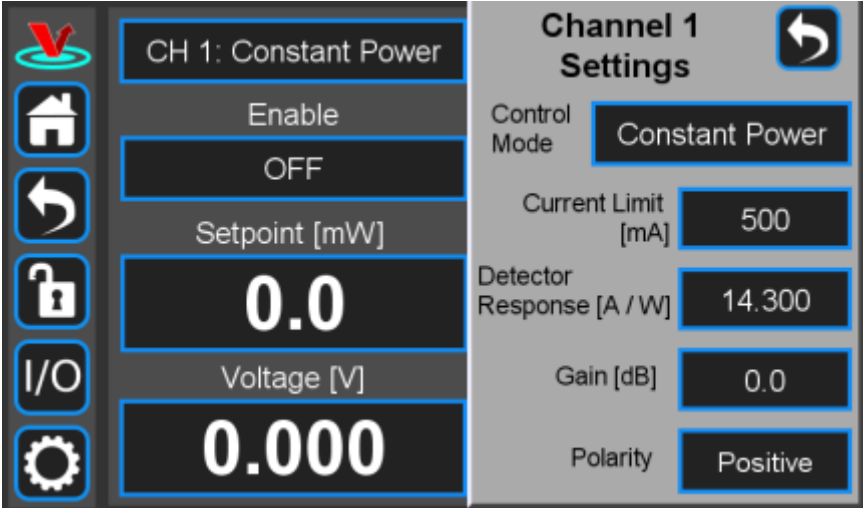 CH 1: Constant Power
Enable
OFF
Setpoint [mW]
0.0
Voltage [V]
0.000
I/O
Channel 1
Settings
Control
Mode
Constant Power
Current Limit
[mA]
500
Detector
Response [A / W]
14.300
Gain [dB]
0.0
Polarity
Positive